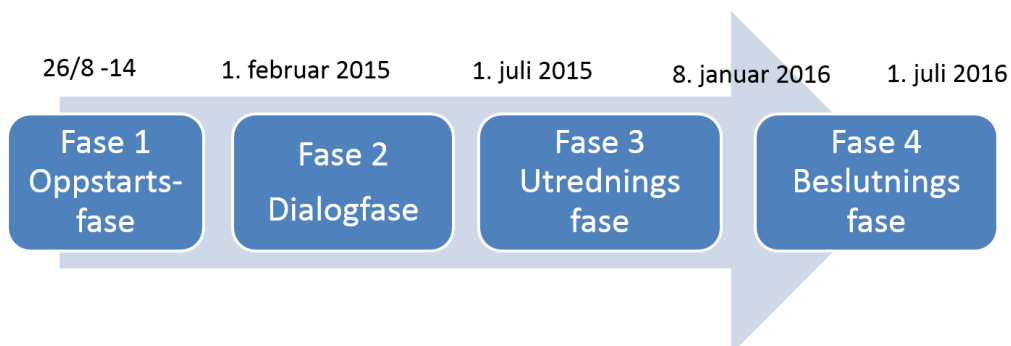 26/8 -14
1. februar 2015
1. juli 2015
8. januar 2016
1. juli 2016
Fase 1
Oppstarts-
fase
Fase 2
Dialogfase
Fase 3
Utrednings
fase
Fase 4
Beslutnings
fase